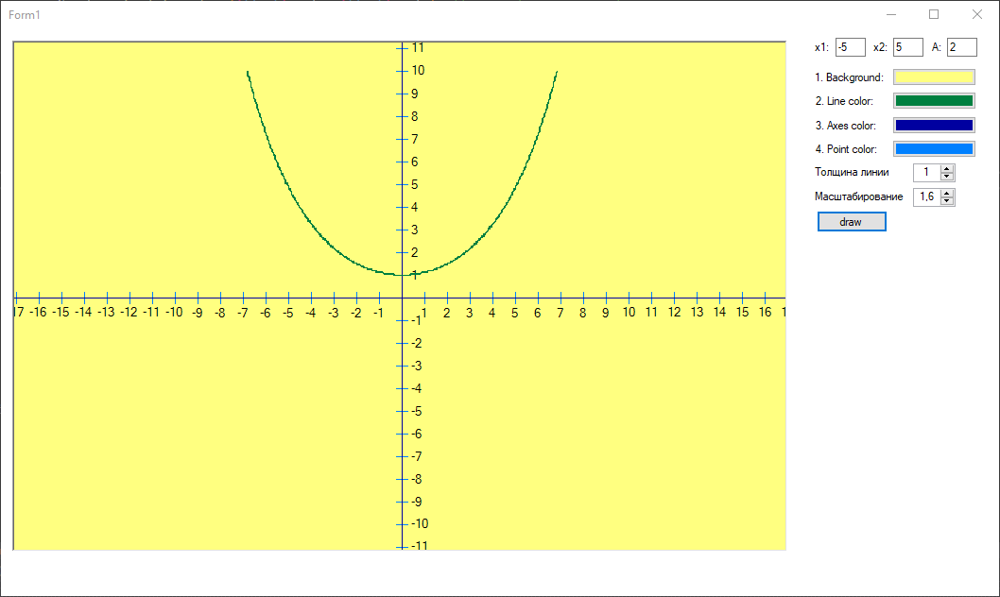 Form1
x1: -5 x2: 5 A: 2
1. Background:
2. Line color:
3. Axes color:
4. Point color:
Толщина линии 1
Масштабирование 1,6
draw
11
10
9
8
7
6
5
4
3
2
1
17 -16 -15 -14 -13 -12 -11 -10 -9 -8 -7 -6 -5 -4 -3 -2 -1 1 2 3 4 5 6 7 8 9 10 11 12 13 14 15 16 1
-1
-2
-3
-4
-5
-6
-7
-8
-9
-10
-11